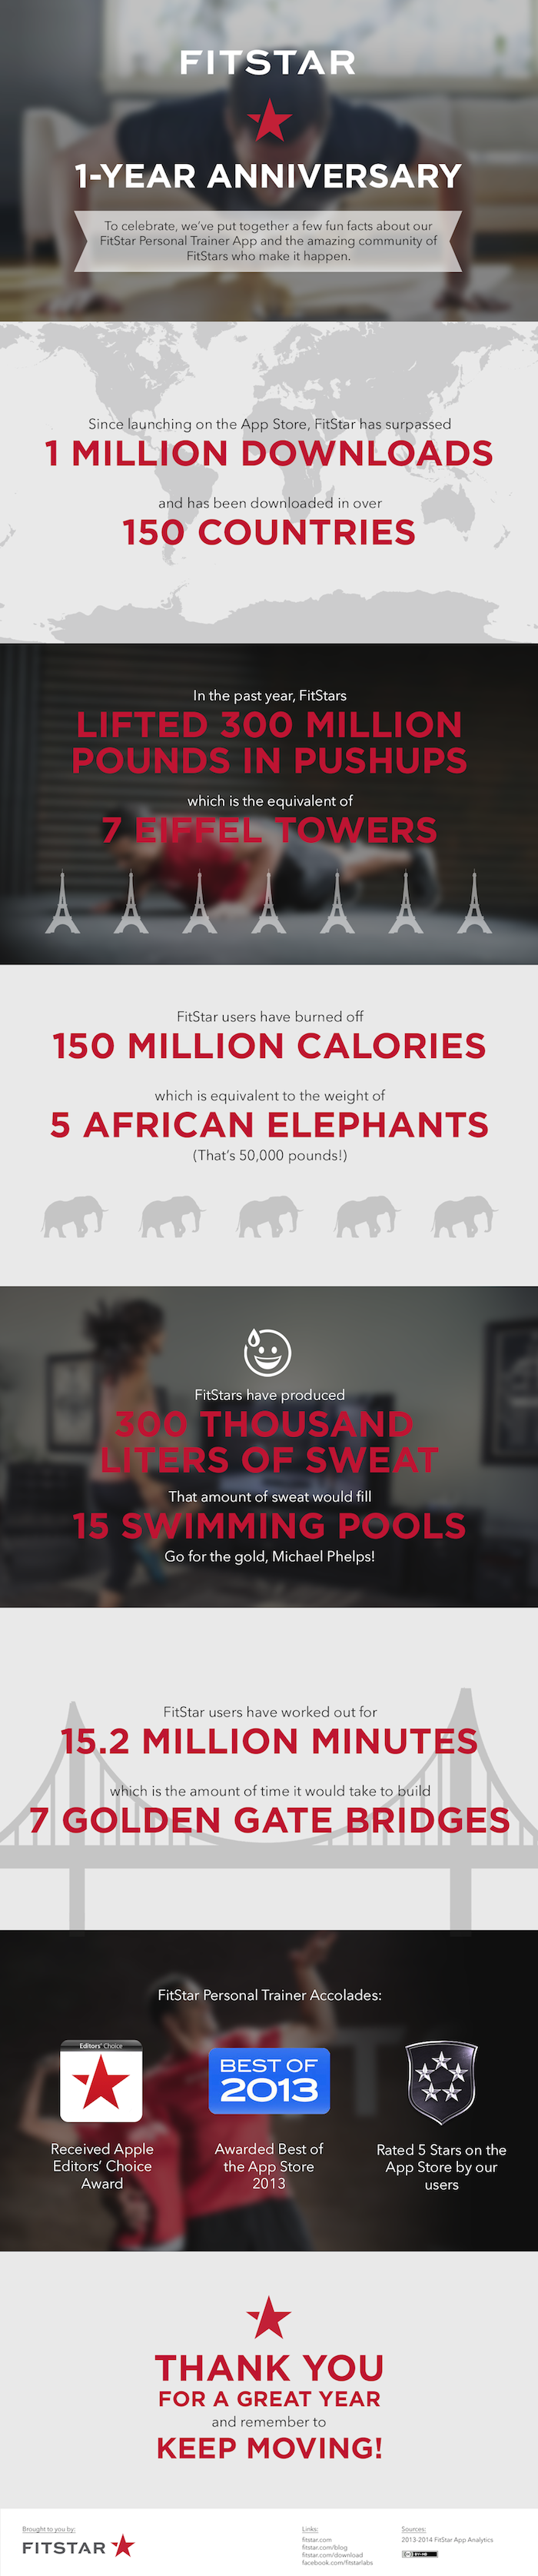 FITSTAR
1-YEAR ANNIVERSARY
To celebrate, we've put together a few fun facts about our
FitStar Personal Trainer App and the amazing community of
FitStars who make it happen.
Since launching on the App Store, FitStar has surpassed
1 MILLION DOWNLOADS
and has been downloaded in over
150 COUNTRIES
In the past year, FitStars
LIFTED 300 MILLION
POUNDS IN PUSHUPS
which is the equivalent of
7 EIFFEL TOWERS
FitStar users have burned off
150 MILLION CALORIES
which is equivalent to the weight of
5 AFRICAN ELEPHANTS
(That's 50,000 pounds!)
FitStars have produced
300 THOUSAND
LITERS OF SWEAT
That amount of sweat would fill
15 SWIMMING POOLS
Go for the gold, Michael Phelps!
FitStar users have worked out for
15.2 MILLION MINUTES
which is the amount of time it would take to build
7 GOLDEN GATE BRIDGES
FitStar Personal Trainer Accolades:
Editors' Choice
BEST OF
2013
Received Apple
Editors' Choice
Award
Awarded Best of
the App Store
2013
Rated 5 Stars on the
App Store by our
users
THANK YOU
FOR A GREAT YEAR
and remember to
KEEP MOVING!
Brought to you by:
FITSTAR
Links:
fitstar.com
fitstar.com/blog
fitstar.com/download
facebook.com/fitstarlabs
Sources:
2013-2014 FitStar App Analytics